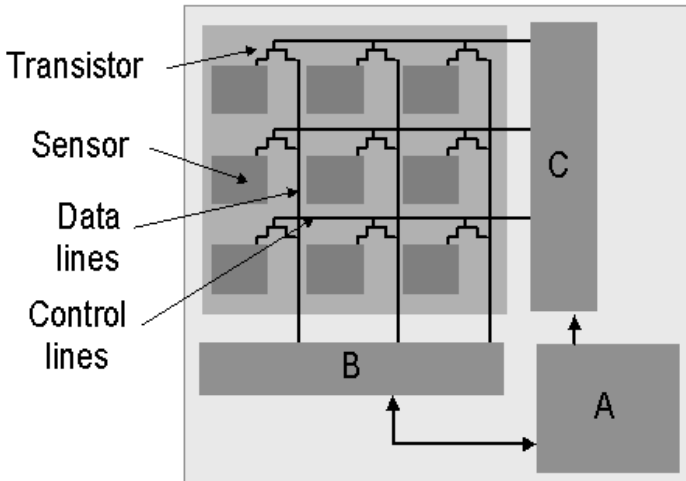 Transistor
Sensor
Data
lines
Control
lines
C
B
A